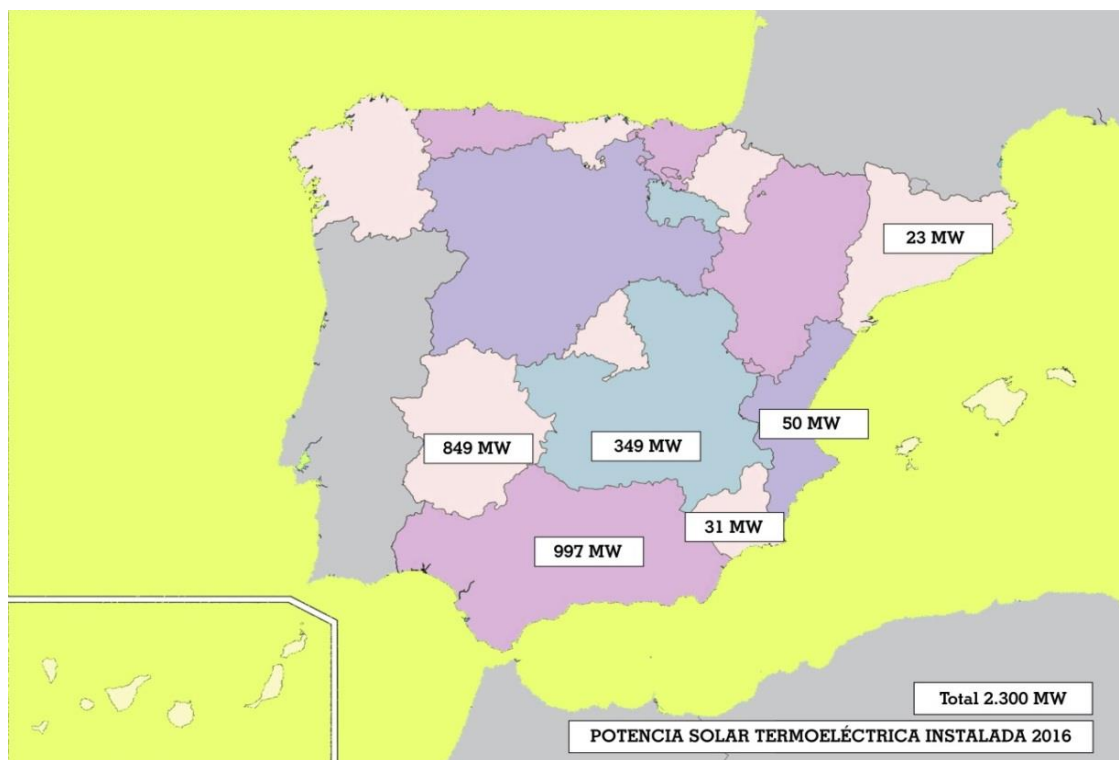 23 MW
50 MW
849 MW
349 MW
31 MW
997 MW
Total 2.300 MW
POTENCIA SOLAR TERMOELÉCTRICA INSTALADA 2016